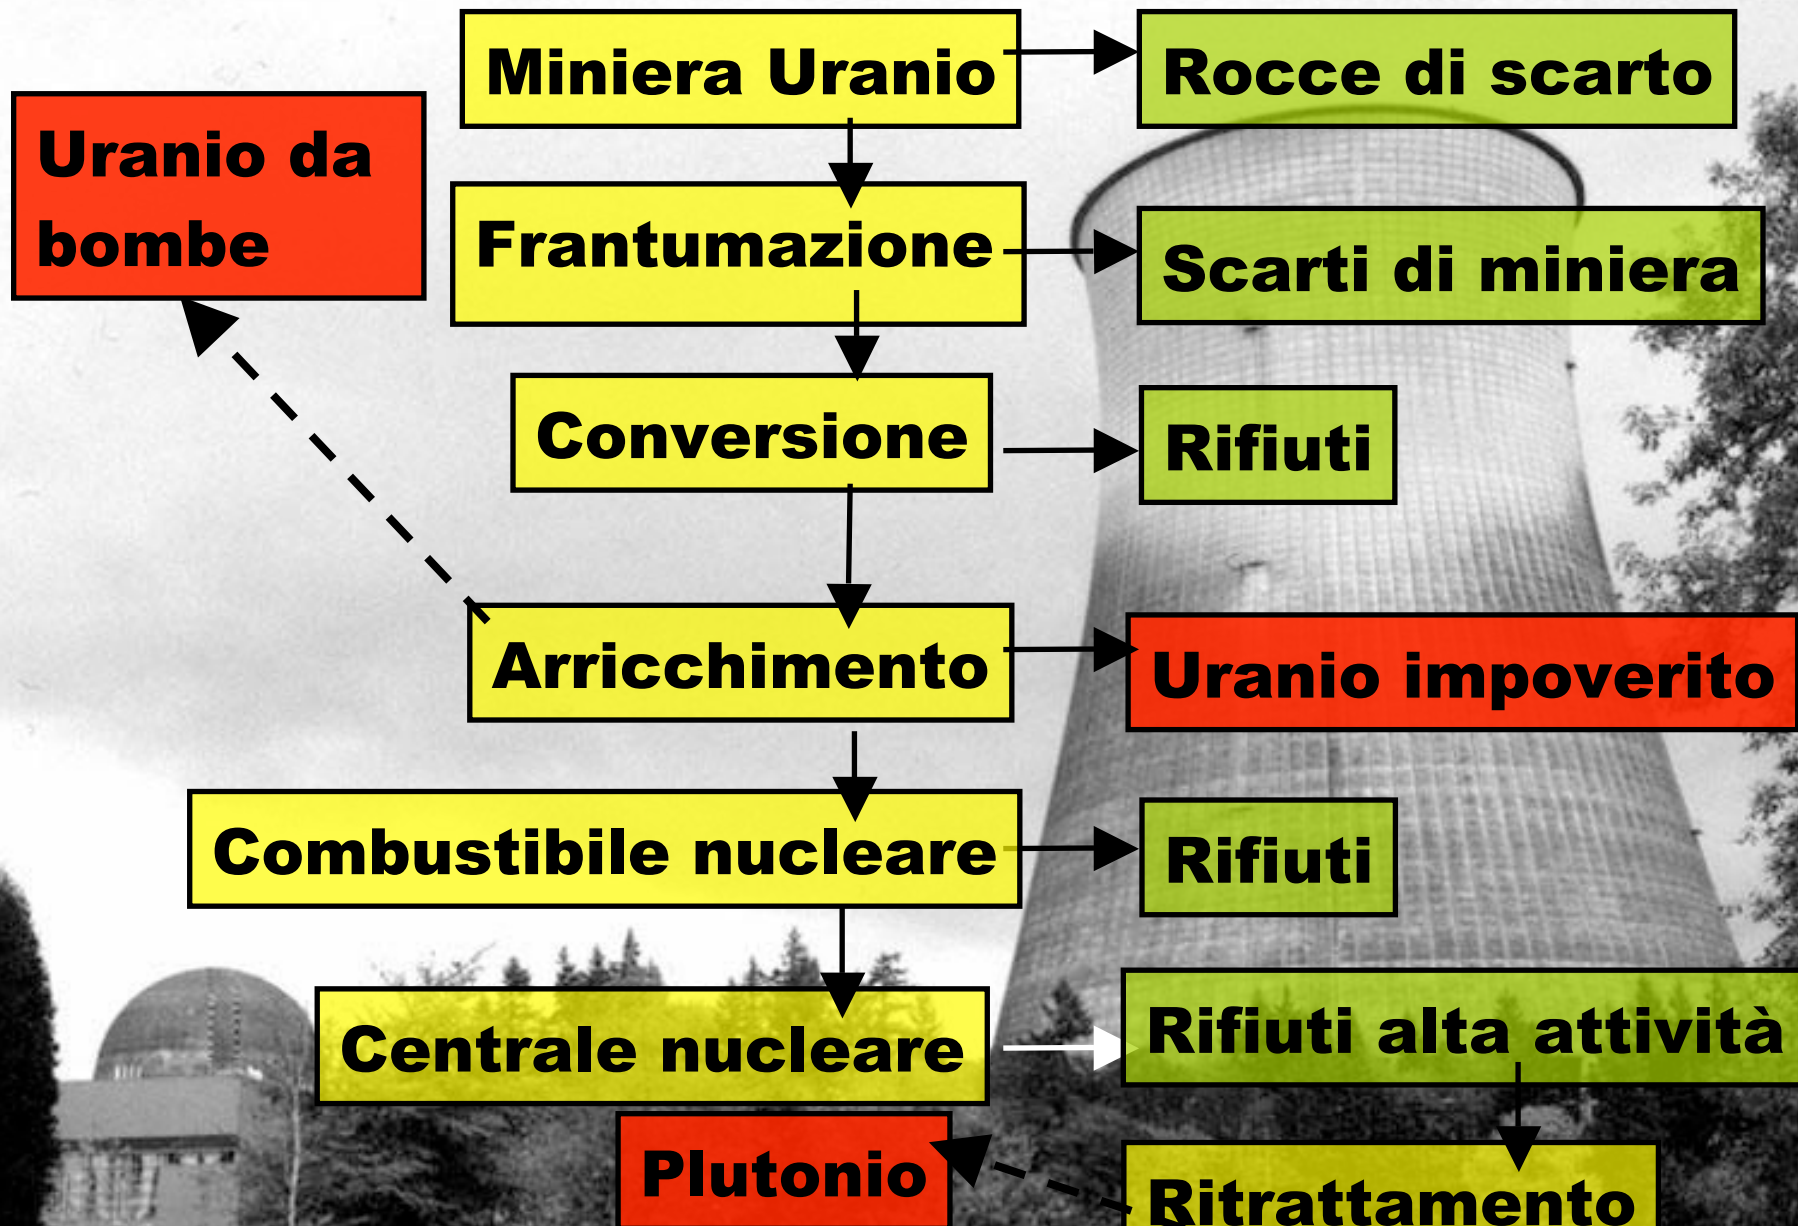 Miniera Uranio
Rocce di scarto
Uranio da
bombe
Frantumazione
Scarti di miniera
Conversione
Rifiuti
Arricchimento
Uranio impoverito
Combustibile nucleare
Rifiuti
Centrale nucleare
Rifiuti alta attività
Plutonio
Ritrattamento